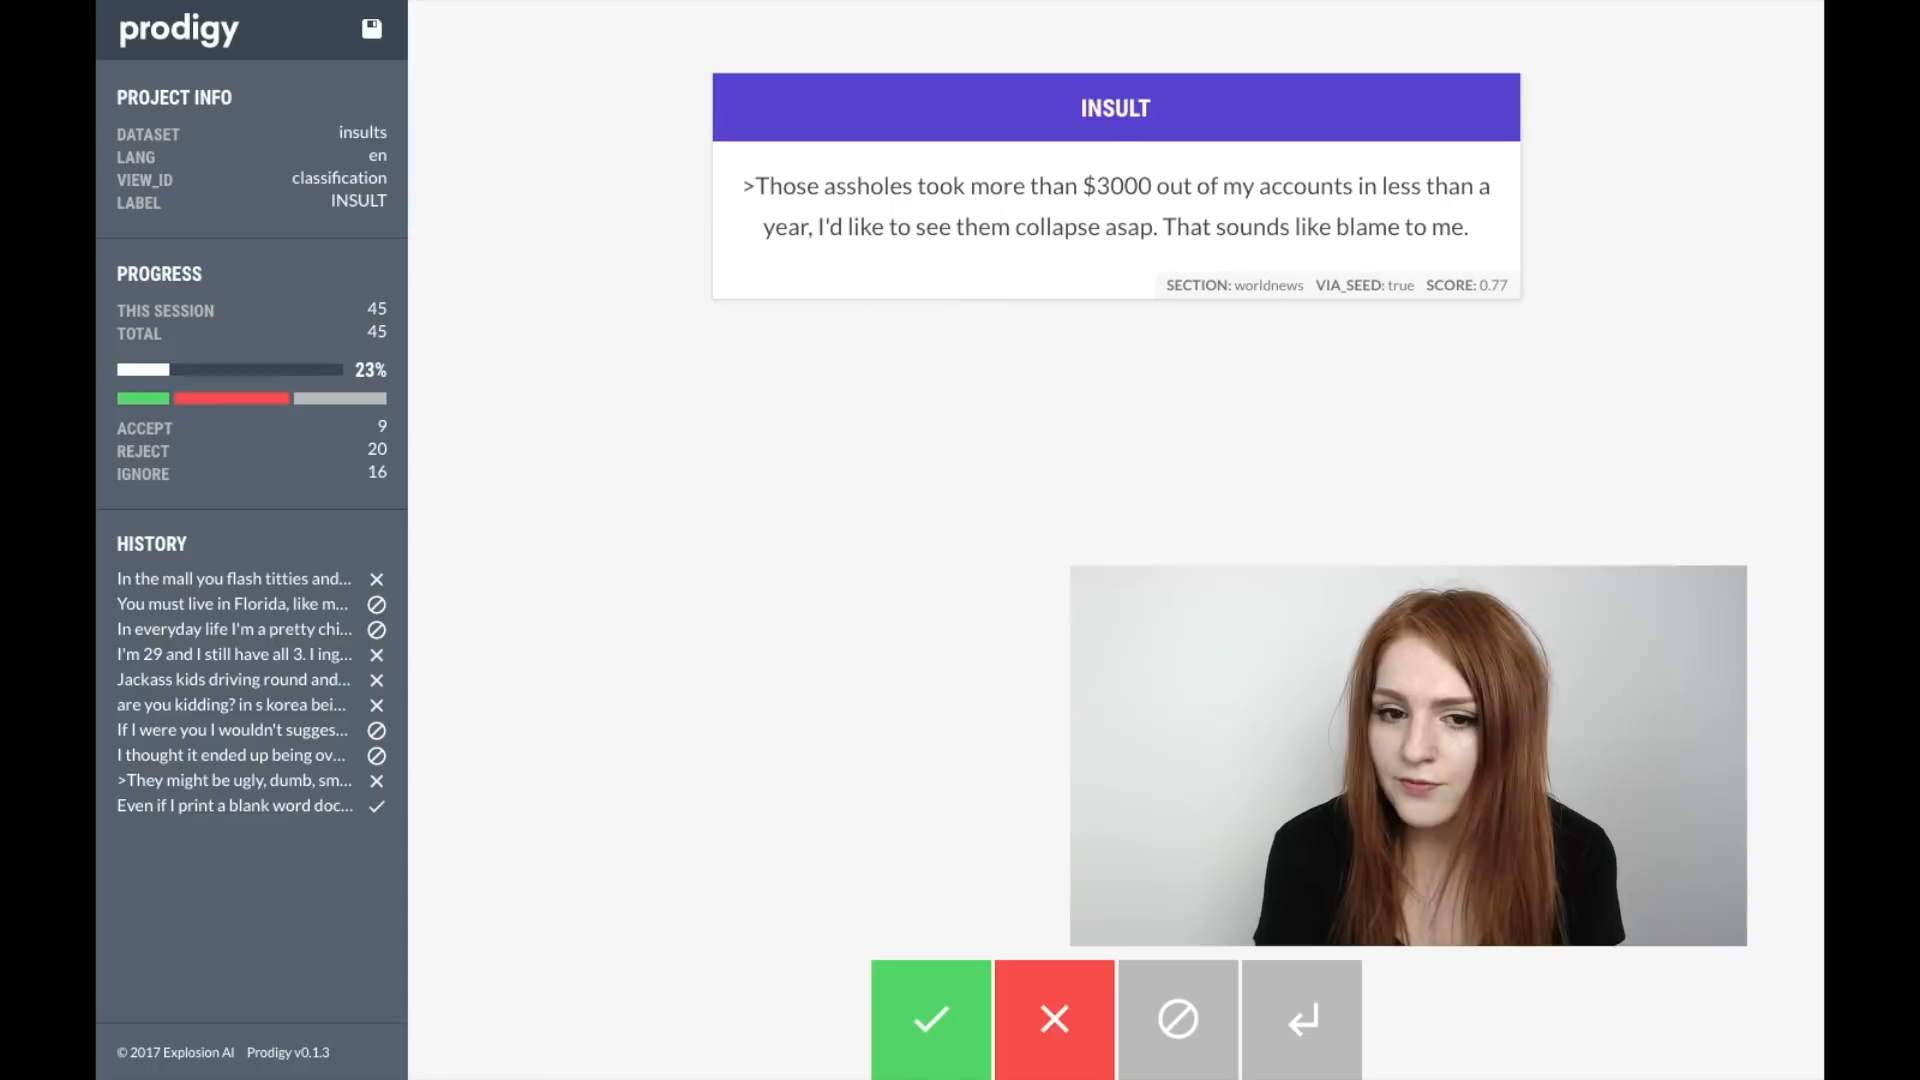 prodigy
PROJECT INFO
DATASET insults
LANG en
VIEW_ID classification
LABEL INSULT
PROGRESS
THIS SESSION 45
TOTAL 45
23%
ACCEPT 9
REJECT 20
IGNORE 16
HISTORY
In the mall you flash titties and...
You must live in Florida, like m...
In everyday life I'm a pretty chi...
I'm 29 and I still have all 3. I ing...
Jackass kids driving round and...
are you kidding? in s korea bei...
If I were you I wouldn't sugges...
I thought it ended up being ov...
>They might be ugly, dumb, sm...
Even if I print a blank word doc...
© 2017 Explosion AI Prodigy v0.1.3
INSULT
>Those assholes took more than $3000 out of my accounts in less than a
year, I'd like to see them collapse asap. That sounds like blame to me.
SECTION: worldnews VIA_SEED: true SCORE: 0.77